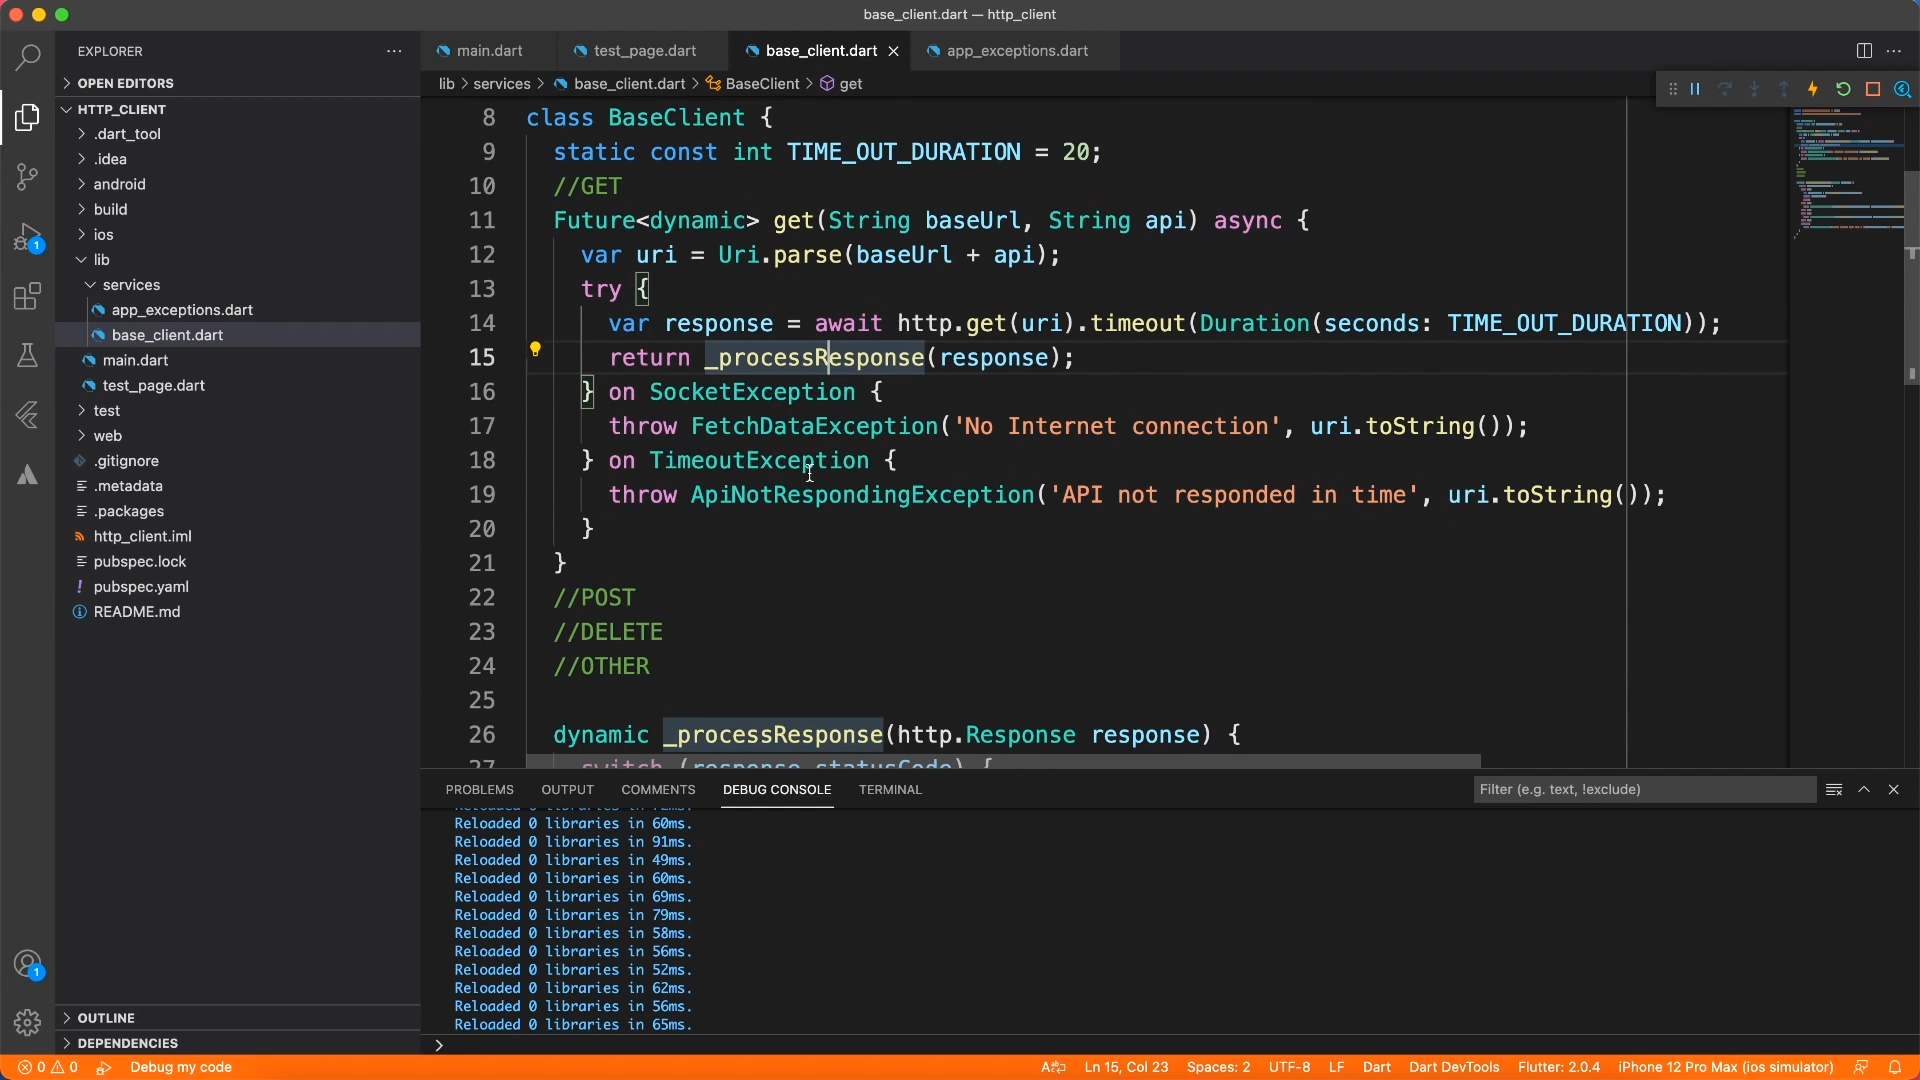 base_client.dart — http_client
EXPLORER
OPEN EDITORS
HTTP_CLIENT
.dart_tool
.idea
android
build
ios
lib
services
app_exceptions.dart
base_client.dart
main.dart
test_page.dart
test
web
.gitignore
.metadata
.packages
http_client.iml
pubspec.lock
pubspec.yaml
README.md
OUTLINE
DEPENDENCIES
1
1
main.dart test_page.dart base_client.dart app_exceptions.dart
lib > services > base_client.dart > BaseClient > get
8 class BaseClient {
9 static const int TIME_OUT_DURATION = 20;
10 //GET
11 Future<dynamic> get(String baseUrl, String api) async {
12 var uri = Uri.parse(baseUrl + api);
13 try {
14 var response = await http.get(uri).timeout(Duration(seconds: TIME_OUT_DURATION));
15 return _processResponse(response);
16 } on SocketException {
17 throw FetchDataException('No Internet connection', uri.toString());
18 } on TimeoutException {
19 throw ApiNotRespondingException('API not responded in time', uri.toString());
20 }
21 }
22 //POST
23 //DELETE
24 //OTHER
25
26 dynamic _processResponse(http.Response response) {
27 switch (response.statusCode) {
PROBLEMS OUTPUT COMMENTS DEBUG CONSOLE TERMINAL Filter (e.g. text, !exclude)
Reloaded 0 libraries in 60ms.
Reloaded 0 libraries in 91ms.
Reloaded 0 libraries in 49ms.
Reloaded 0 libraries in 60ms.
Reloaded 0 libraries in 69ms.
Reloaded 0 libraries in 79ms.
Reloaded 0 libraries in 58ms.
Reloaded 0 libraries in 56ms.
Reloaded 0 libraries in 52ms.
Reloaded 0 libraries in 62ms.
Reloaded 0 libraries in 56ms.
Reloaded 0 libraries in 65ms.
0 0 Debug my code Ln 15, Col 23 Spaces: 2 UTF-8 LF Dart Dart DevTools Flutter: 2.0.4 iPhone 12 Pro Max (ios simulator)